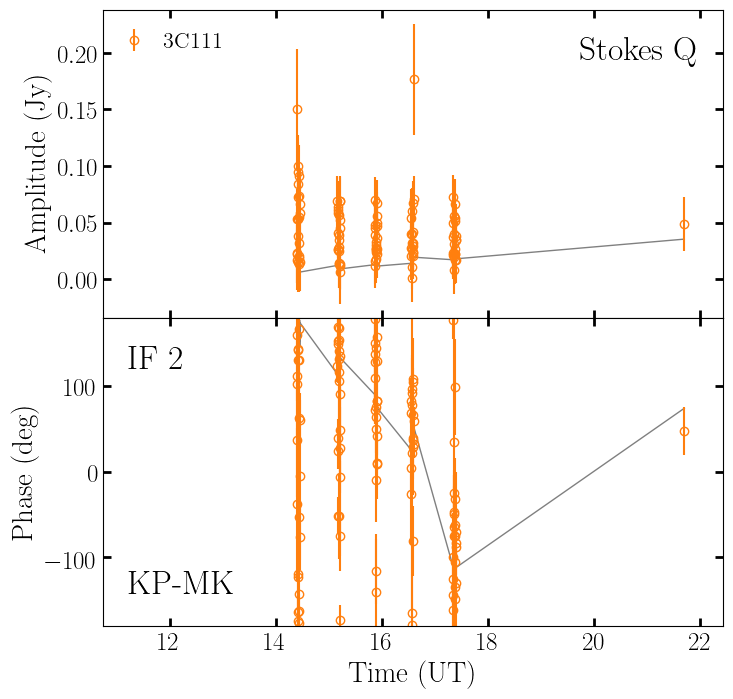 3C111
Stokes Q
0.20
0.15
0.10
0.05
0.00
Amplitude (Jy)
IF 2
100
0
−100
Phase (deg)
KP-MK
12 14 16 18 20 22
Time (UT)